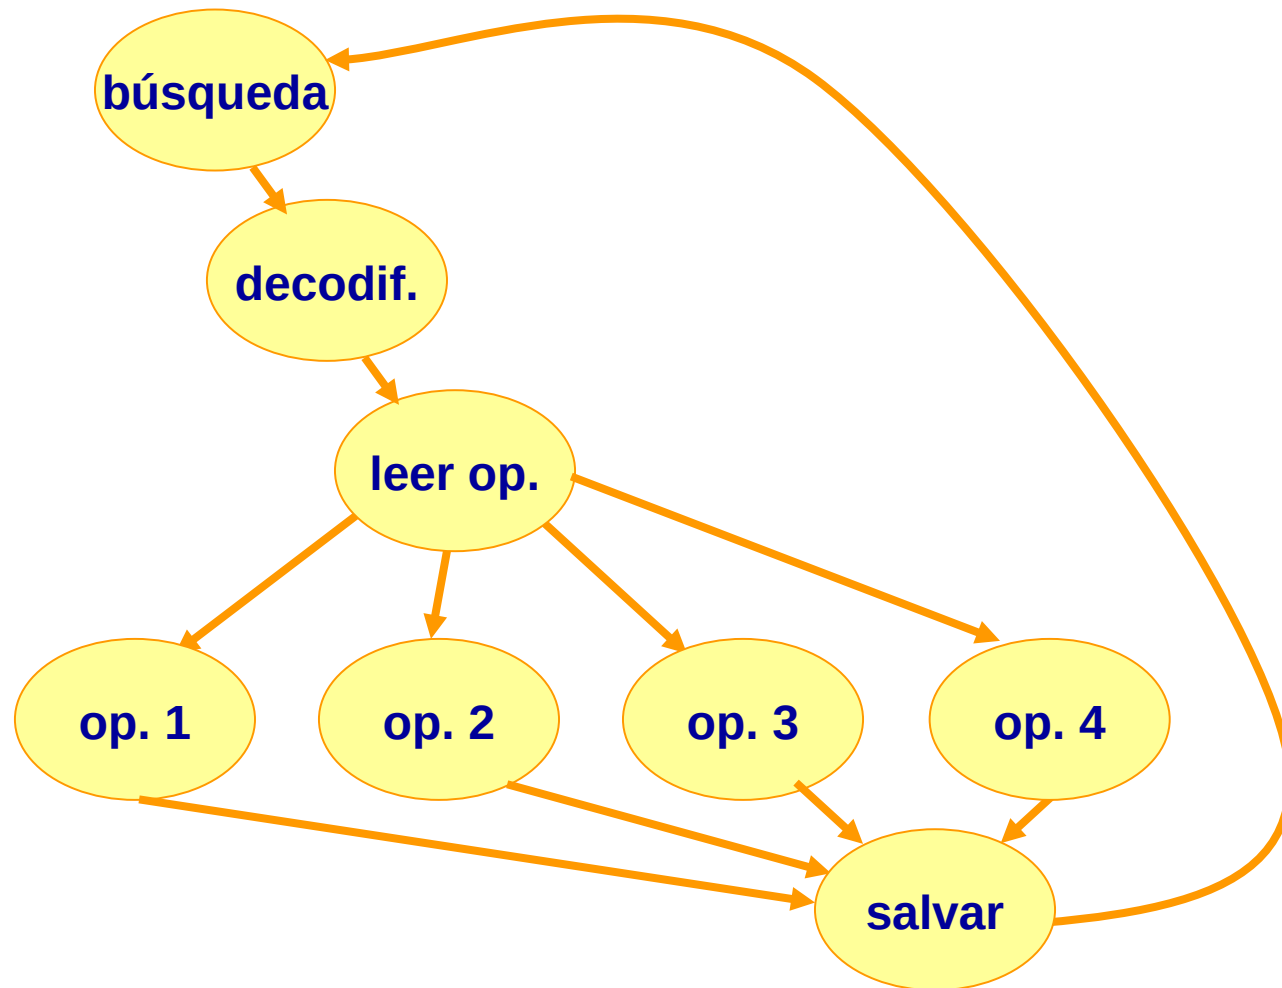 búsqueda
decodif.
leer op.
op. 1
op. 2
op. 3
op. 4
salvar